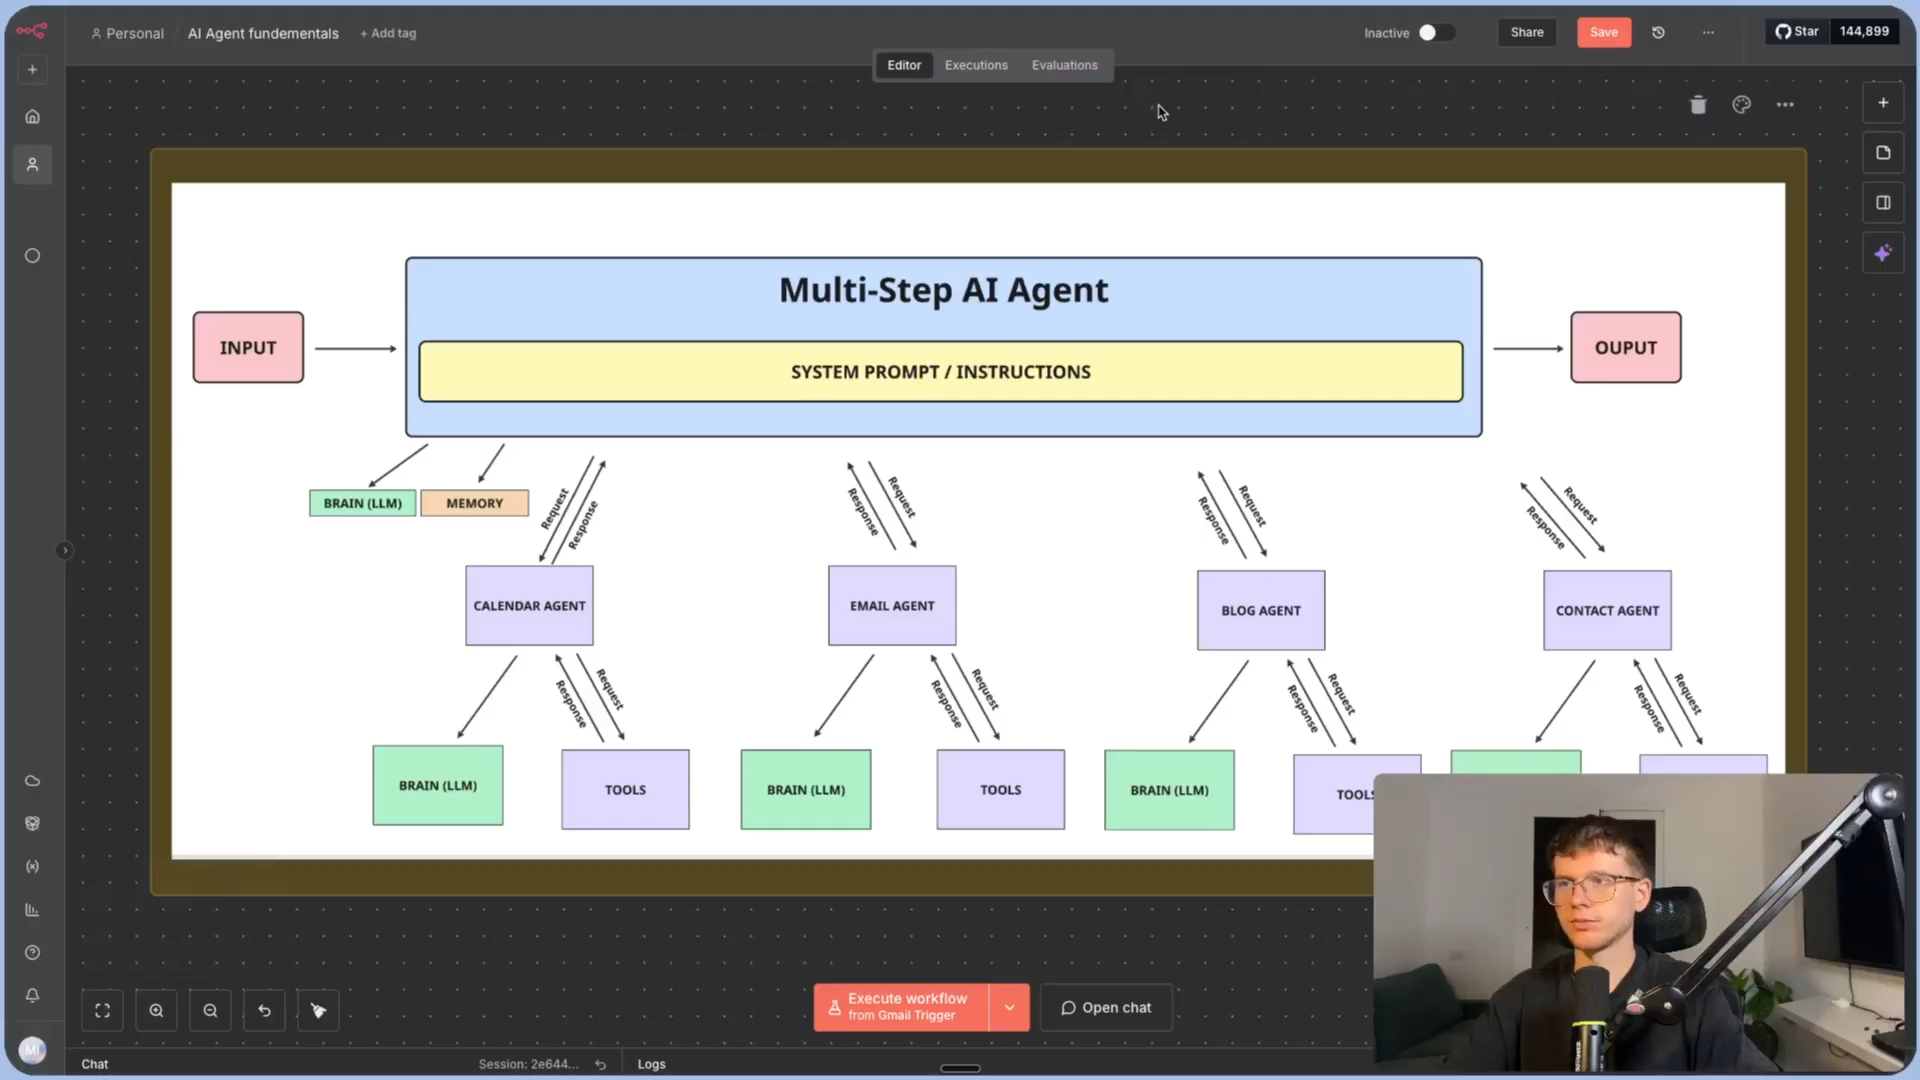 Personal / AI Agent fundementals + Add tag
Inactive
Share
Save
Star 144,899
Editor Executions Evaluations
Multi-Step AI Agent
INPUT
SYSTEM PROMPT / INSTRUCTIONS
OUPUT
BRAIN (LLM)
MEMORY
Request
Response
Response
Request
Response
Request
Response
Request
CALENDAR AGENT
EMAIL AGENT
BLOG AGENT
CONTACT AGENT
Response
Request
Response
Request
Response
Request
Response
Request
BRAIN (LLM)
TOOLS
BRAIN (LLM)
TOOLS
BRAIN (LLM)
TOOLS
Execute workflow
from Gmail Trigger
Open chat
MI
Chat
Session: 2e644...
Logs